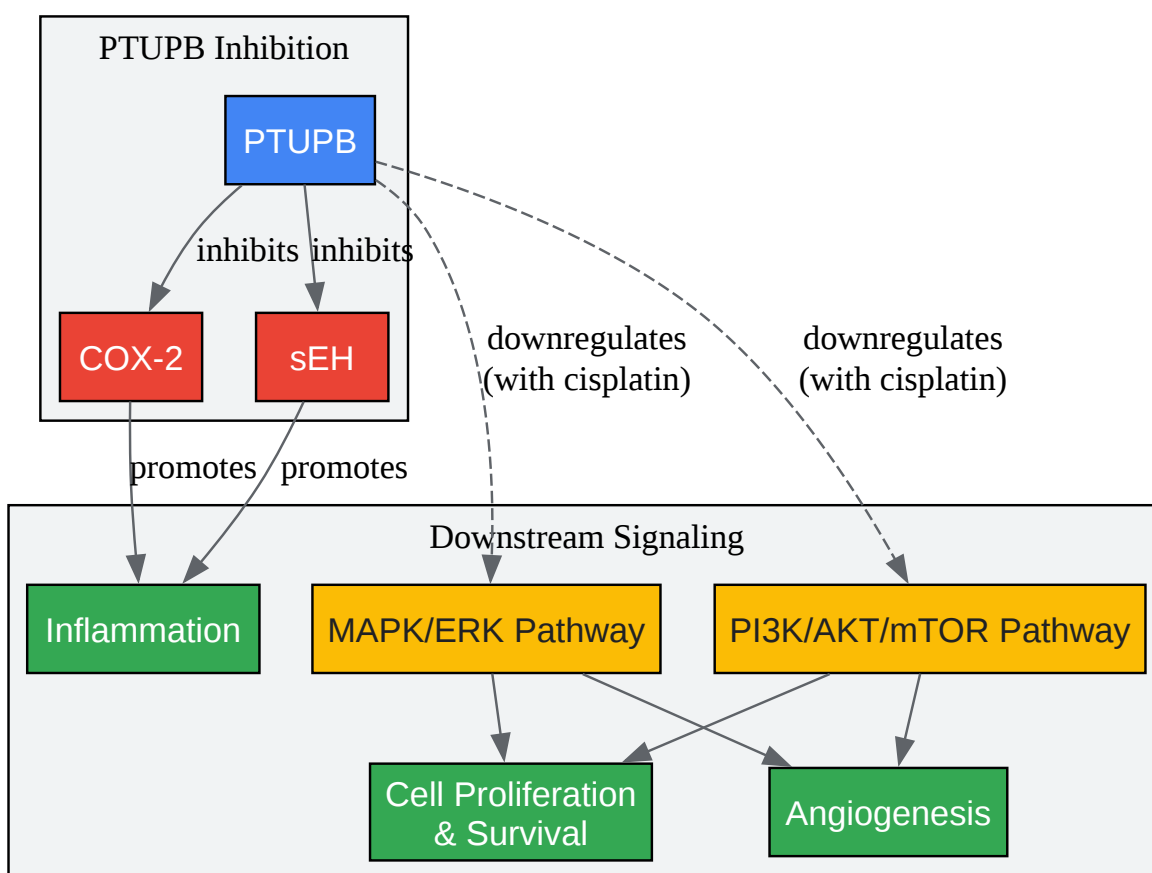 PTUPB Inhibition
PTUPB
inhibits
inhibits
COX-2
sEH
downregulates
(with cisplatin)
downregulates
(with cisplatin)
promotes
promotes
Downstream Signaling
Inflammation
MAPK/ERK Pathway
PI3K/AKT/mTOR Pathway
Cell Proliferation
& Survival
Angiogenesis